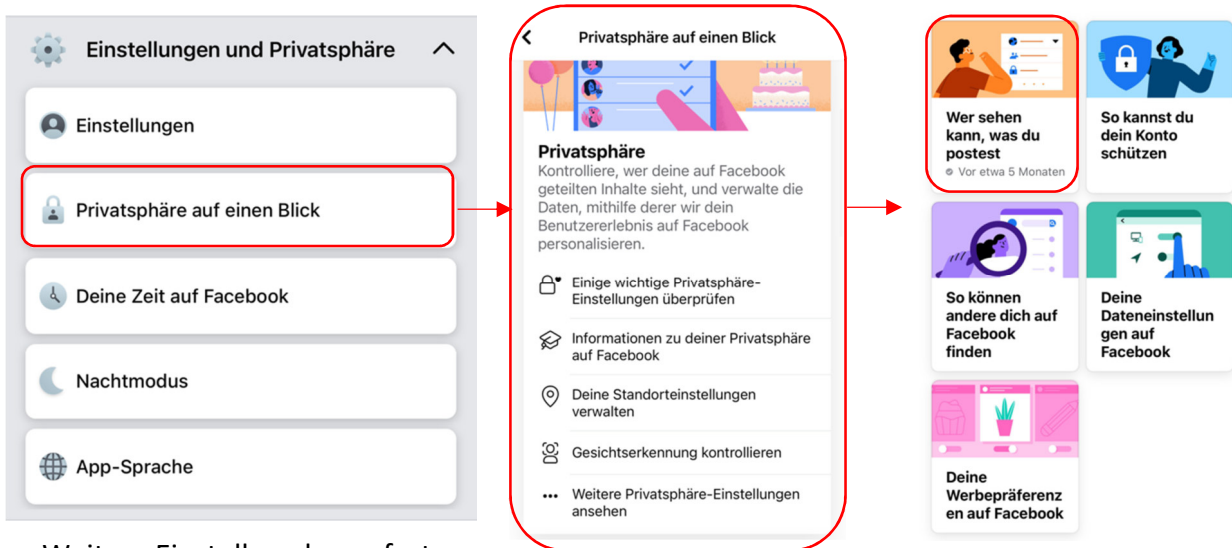 Einstellungen und Privatsphäre
Einstellungen
Privatsphäre auf einen Blick
Deine Zeit auf Facebook
Nachtmodus
App-Sprache
Privatsphäre auf einen Blick
Privatsphäre
Kontrolliere, wer deine auf Facebook
geteilten Inhalte sieht, und verwalte die
Daten, mithilfe derer wir dein
Benutzererlebnis auf Facebook
personalisieren.
Einige wichtige Privatsphäre-
Einstellungen überprüfen
Informationen zu deiner Privatsphäre
auf Facebook
Deine Standorteinstellungen
verwalten
Gesichtserkennung kontrollieren
Weitere Privatsphäre-Einstellungen
ansehen
Wer sehen
kann, was du
postest
Vor etwa 5 Monaten
So kannst du
dein Konto
schützen
So können
andere dich auf
Facebook
finden
Deine
Dateneinstellun
gen auf
Facebook
Deine
Werbepräferenz
en auf Facebook